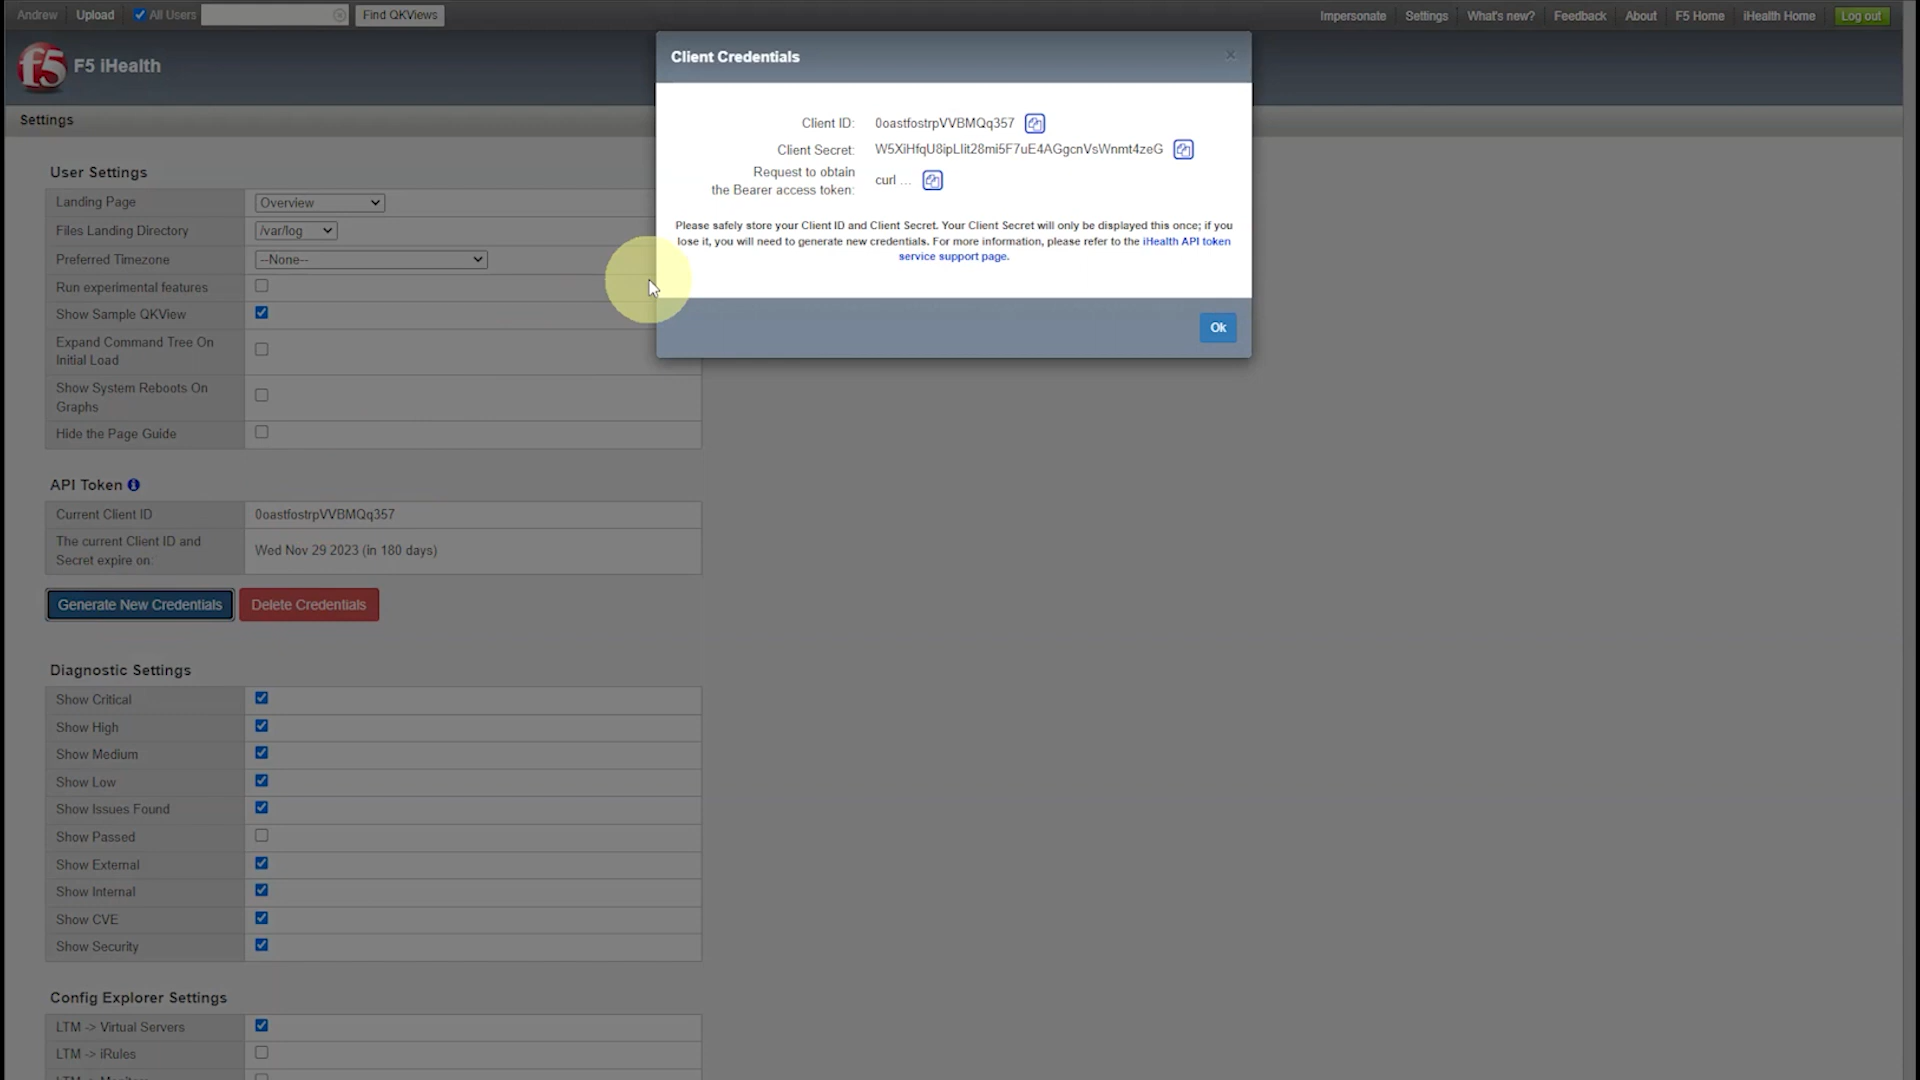 Andrew Upload All Users Find QKViews Impersonate Settings What's new? Feedback About F5 Home iHealth Home Log out
f5 F5 iHealth
Settings
Client Credentials
Client ID: 0oastfostrpVVBMQq357
Client Secret: W5XiHfqU8ipLlit28mi5F7uE4AGgcnVsWnmt4zeG
Request to obtain
the Bearer access token: curl ...
Please safely store your Client ID and Client Secret. Your Client Secret will only be displayed this once; if you
lose it, you will need to generate new credentials. For more information, please refer to the iHealth API token
service support page.
Ok
User Settings
Landing Page Overview
Files Landing Directory /var/log
Preferred Timezone --None--
Run experimental features
Show Sample QKView
Expand Command Tree On
Initial Load
Show System Reboots On
Graphs
Hide the Page Guide
API Token
Current Client ID 0oastfostrpVVBMQq357
The current Client ID and
Secret expire on: Wed Nov 29 2023 (in 180 days)
Generate New Credentials Delete Credentials
Diagnostic Settings
Show Critical
Show High
Show Medium
Show Low
Show Issues Found
Show Passed
Show External
Show Internal
Show CVE
Show Security
Config Explorer Settings
LTM -> Virtual Servers
LTM -> iRules